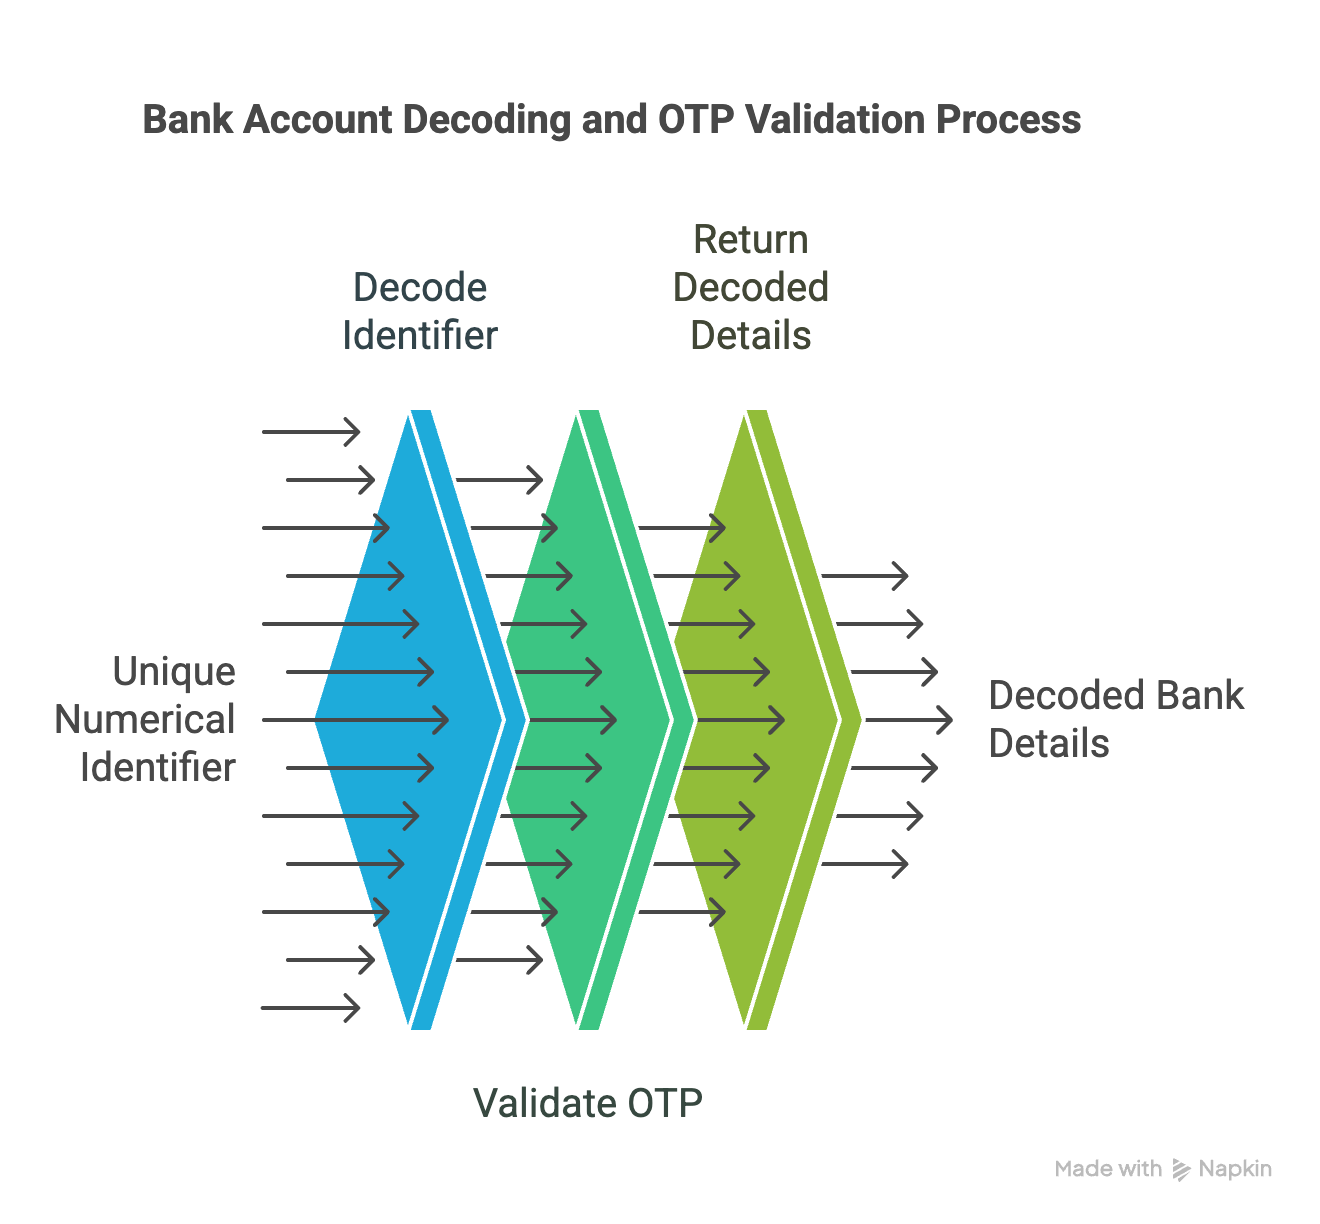 Bank Account Decoding and OTP Validation Process
Return
Decoded
Details
Decode
Identifier
Unique
Numerical
Identifier
Decoded Bank
Details
Validate OTP
Made with Napkin